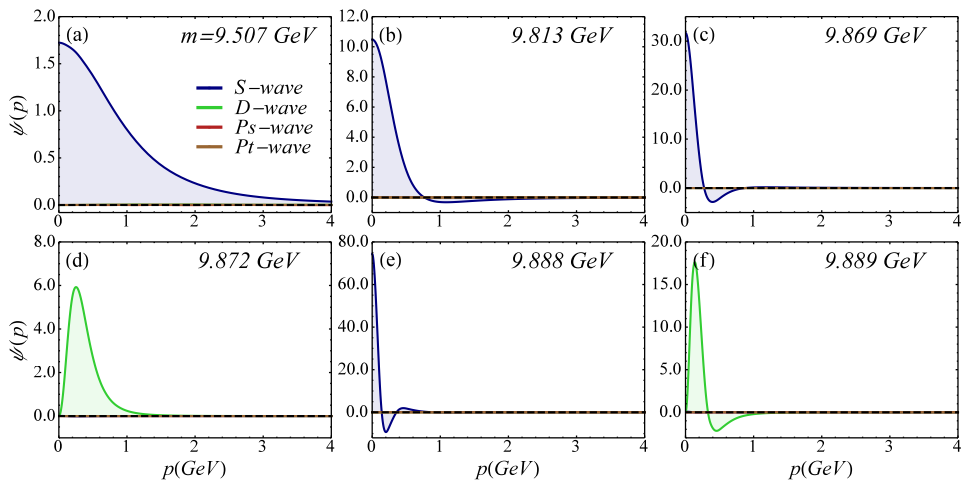 (a) m=9.507 GeV
S−wave
D−wave
Ps−wave
Pt−wave
ψ(p)
2.0
1.5
1.0
0.5
0.0
0 1 2 3 4
(b) 9.813 GeV
12.0
10.0
8.0
6.0
4.0
2.0
0.0
0 1 2 3 4
(c) 9.869 GeV
30.0
20.0
10.0
0.0
0 1 2 3 4
(d) 9.872 GeV
ψ(p)
8.0
6.0
4.0
2.0
0.0
0 1 2 3 4
p(GeV)
(e) 9.888 GeV
80.0
60.0
40.0
20.0
0.0
0 1 2 3 4
p(GeV)
(f) 9.889 GeV
20.0
15.0
10.0
5.0
0.0
0 1 2 3 4
p(GeV)